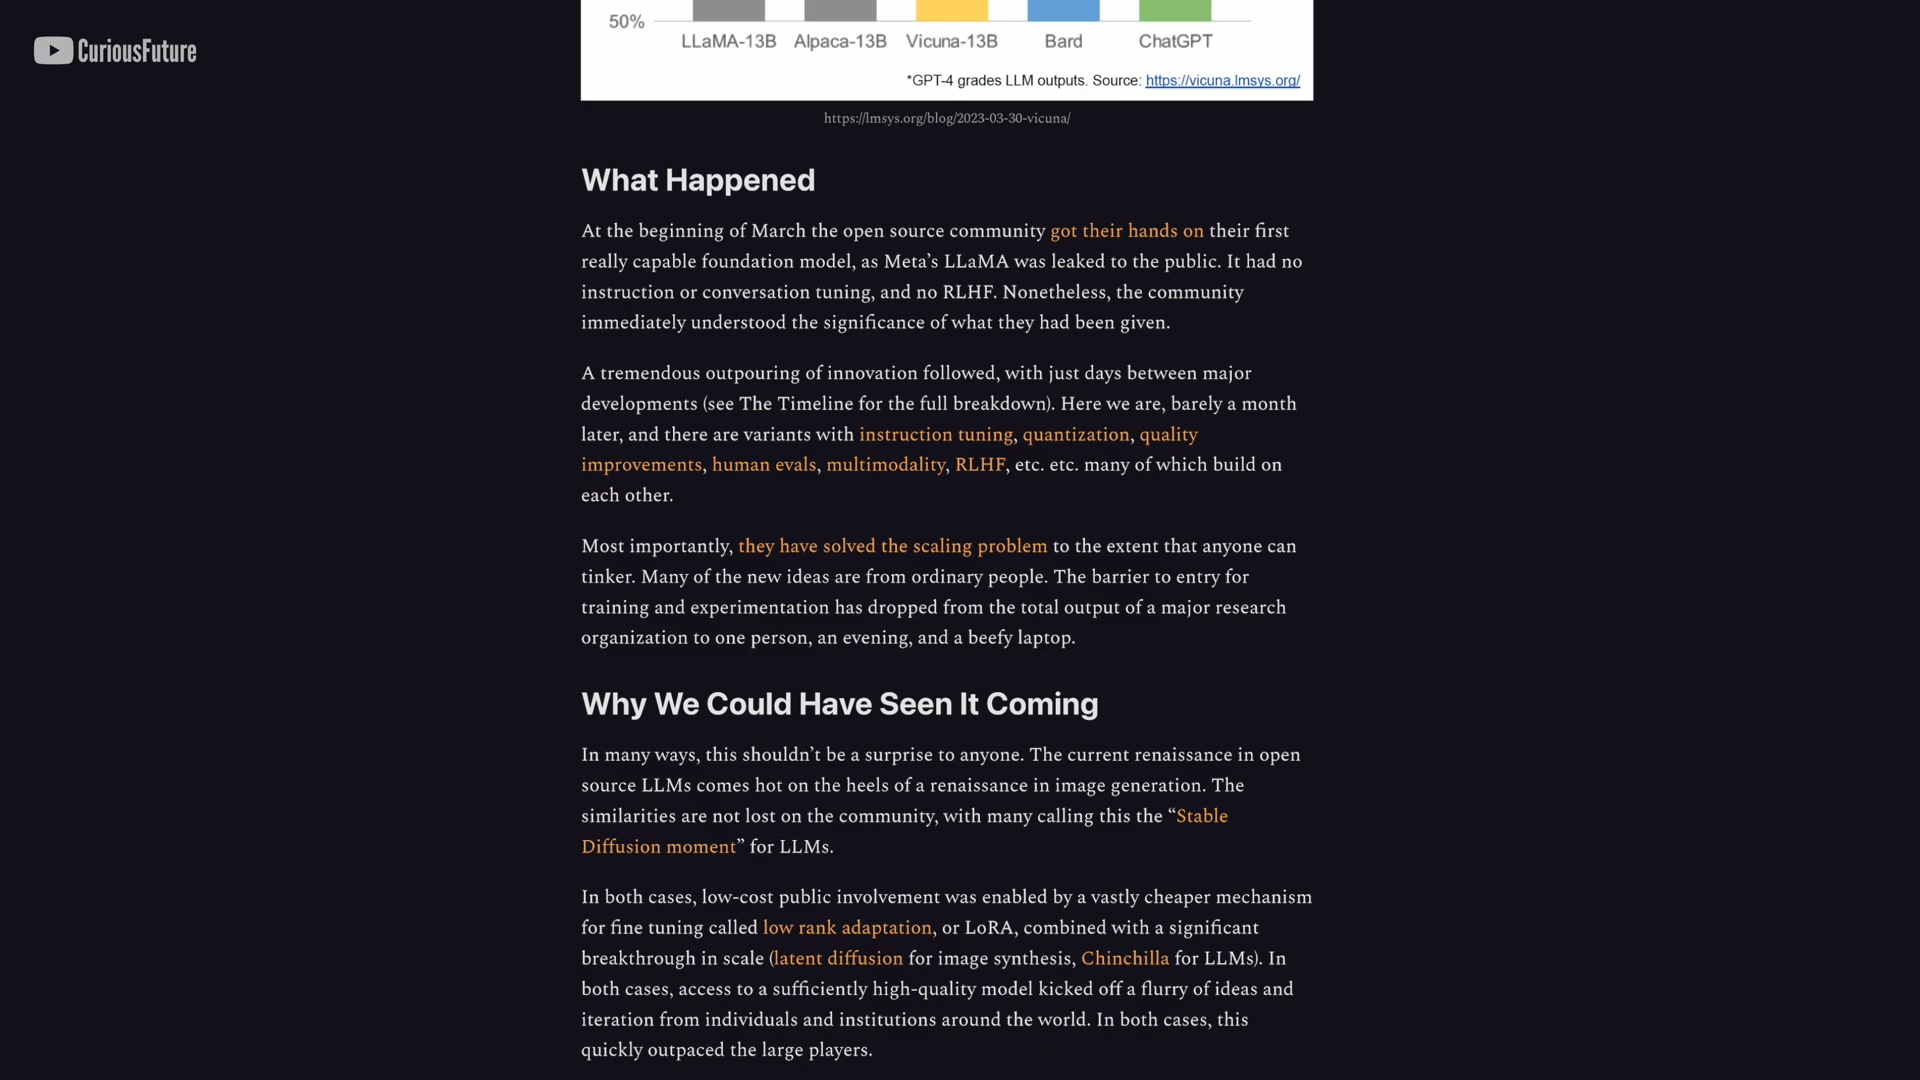 CuriousFuture
50%
LLaMA-13B Alpaca-13B Vicuna-13B Bard ChatGPT
*GPT-4 grades LLM outputs. Source: https://vicuna.lmsys.org/
https://lmsys.org/blog/2023-03-30-vicuna/
What Happened
At the beginning of March the open source community got their hands on their first
really capable foundation model, as Meta’s LLaMA was leaked to the public. It had no
instruction or conversation tuning, and no RLHF. Nonetheless, the community
immediately understood the significance of what they had been given.
A tremendous outpouring of innovation followed, with just days between major
developments (see The Timeline for the full breakdown). Here we are, barely a month
later, and there are variants with instruction tuning, quantization, quality
improvements, human evals, multimodality, RLHF, etc. etc. many of which build on
each other.
Most importantly, they have solved the scaling problem to the extent that anyone can
tinker. Many of the new ideas are from ordinary people. The barrier to entry for
training and experimentation has dropped from the total output of a major research
organization to one person, an evening, and a beefy laptop.
Why We Could Have Seen It Coming
In many ways, this shouldn’t be a surprise to anyone. The current renaissance in open
source LLMs comes hot on the heels of a renaissance in image generation. The
similarities are not lost on the community, with many calling this the “Stable
Diffusion moment” for LLMs.
In both cases, low-cost public involvement was enabled by a vastly cheaper mechanism
for fine tuning called low rank adaptation, or LoRA, combined with a significant
breakthrough in scale (latent diffusion for image synthesis, Chinchilla for LLMs). In
both cases, access to a sufficiently high-quality model kicked off a flurry of ideas and
iteration from individuals and institutions around the world. In both cases, this
quickly outpaced the large players.